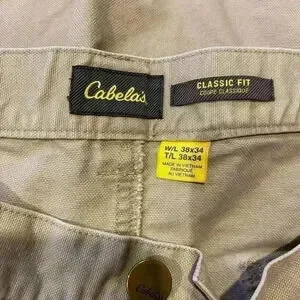 Cabela's
CLASSIC FIT
COUPE CLASSIQUE
W/L 38x34
T/L 38x34
MADE IN VIETNAM
FABRIQUÉ
AU VIETNAM
Cabela's